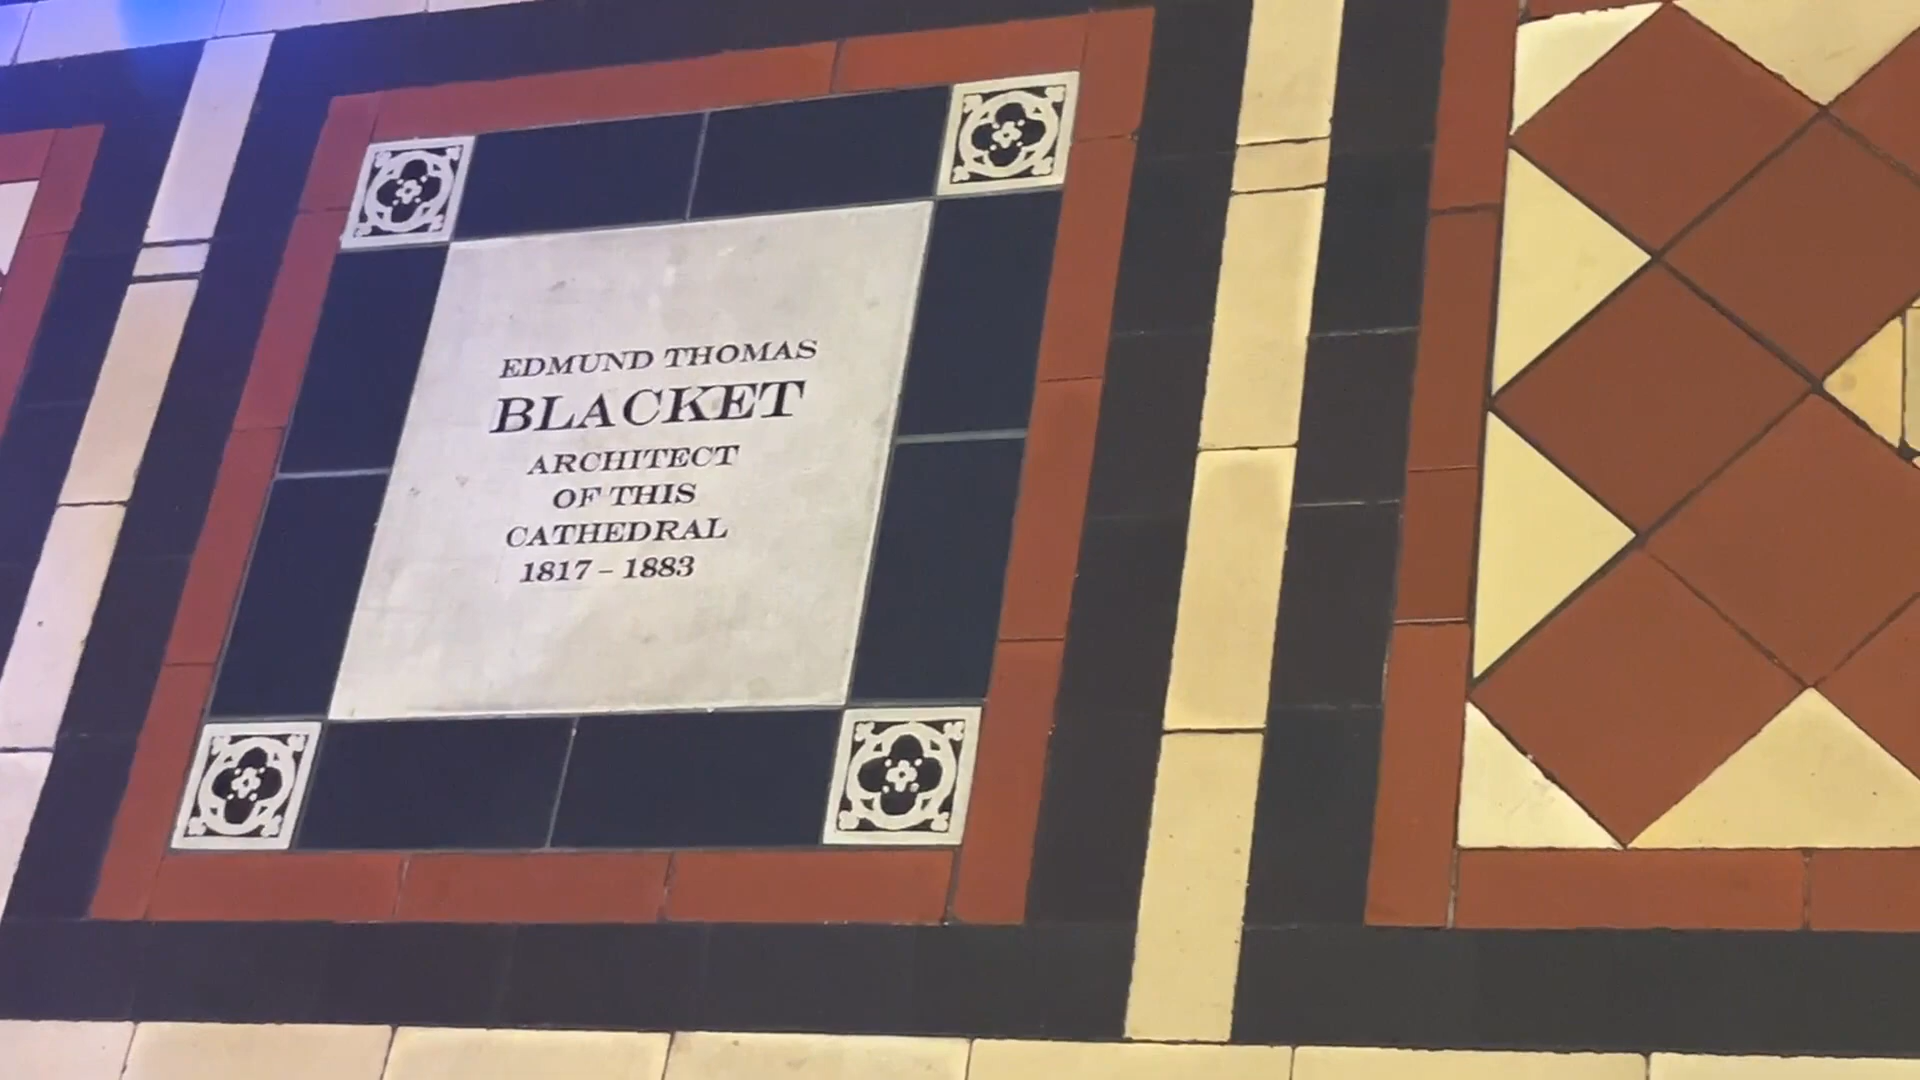 EDMUND THOMAS
BLACKET
ARCHITECT
OF THIS
CATHEDRAL
1817 – 1883